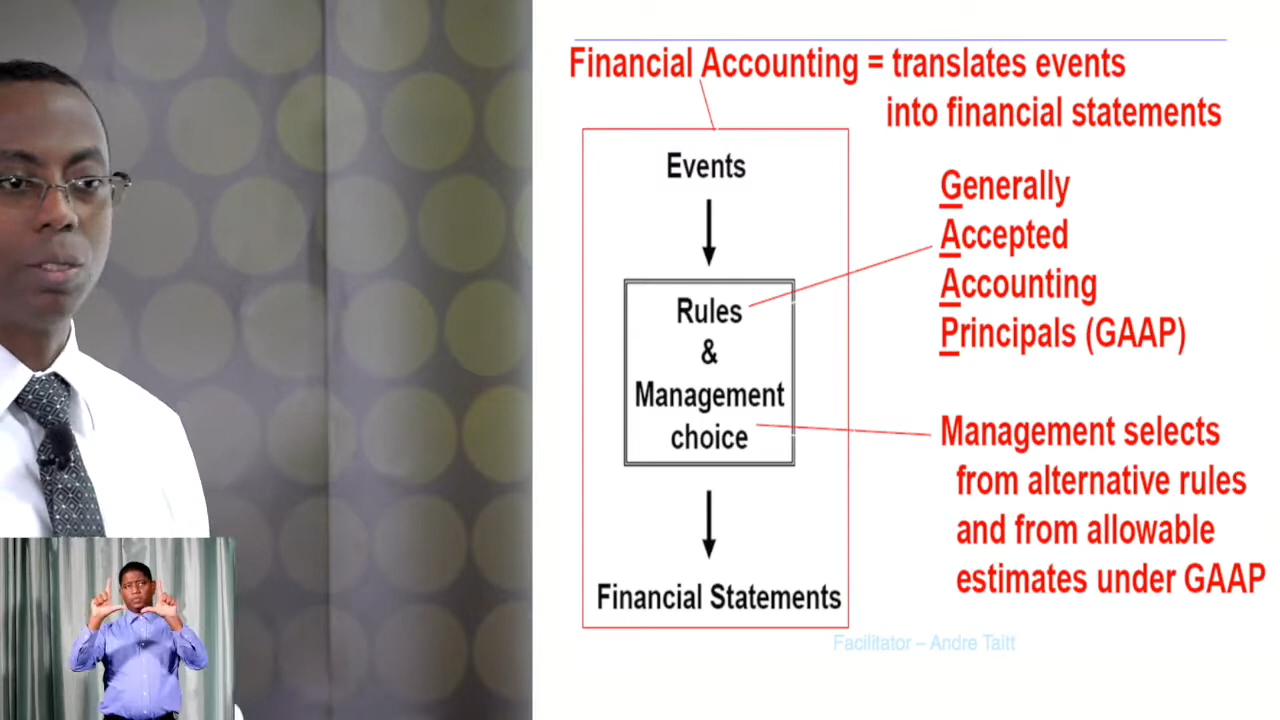 Financial Accounting = translates events
into financial statements
Events
Rules
&
Management
choice
Financial Statements
Generally
Accepted
Accounting
Principals (GAAP)
Management selects
from alternative rules
and from allowable
estimates under GAAP
Facilitator – Andre Taitt